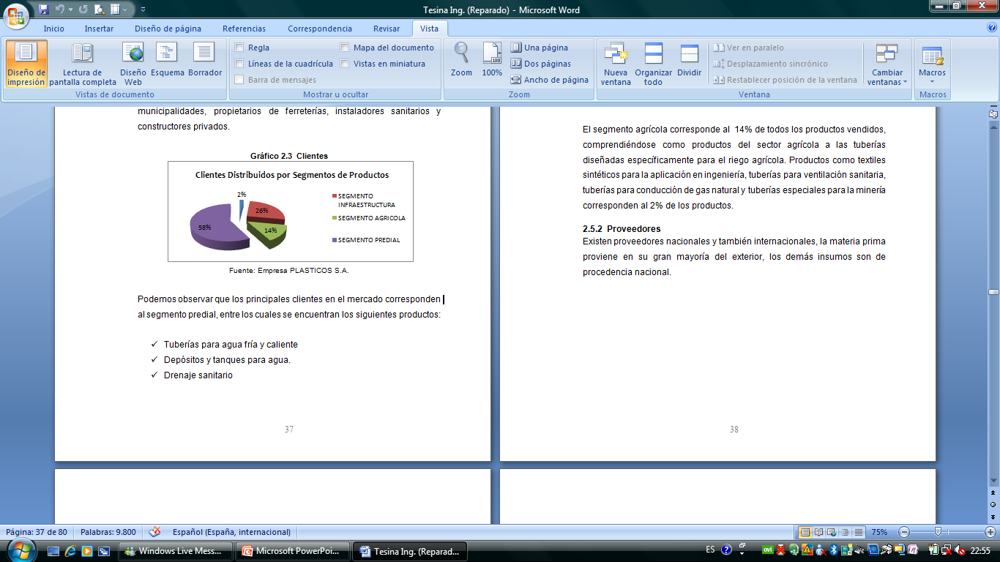 Tesina Ing. (Reparado) - Microsoft Word
Inicio Insertar Diseño de página Referencias Correspondencia Revisar Vista
Diseño de impresión
Lectura de pantalla completa
Diseño Web
Esquema
Borrador
Vistas de documento
Regla
Líneas de la cuadrícula
Barra de mensajes
Mapa del documento
Vistas en miniatura
Mostrar u ocultar
Zoom
100%
Una página
Dos páginas
Ancho de página
Zoom
Nueva ventana
Organizar todo
Dividir
Ver en paralelo
Desplazamiento sincrónico
Restablecer posición de la ventana
Cambiar ventanas
Ventana
Macros
Macros
municipalidades, propietarios de ferreterías, instaladores sanitarios y
constructores privados.
Gráfico 2.3 Clientes
Clientes Distribuidos por Segmentos de Productos
2%
26%
14%
58%
SEGMENTO
INFRAESTRUCTURA
SEGMENTO AGRICOLA
SEGMENTO PREDIAL
Fuente: Empresa PLASTICOS S.A.
Podemos observar que los principales clientes en el mercado corresponden
al segmento predial, entre los cuales se encuentran los siguientes productos:
✓ Tuberías para agua fría y caliente
✓ Depósitos y tanques para agua.
✓ Drenaje sanitario
37
El segmento agrícola corresponde al 14% de todos los productos vendidos,
comprendiéndose como productos del sector agrícola a las tuberías
diseñadas específicamente para el riego agrícola. Productos como textiles
sintéticos para la aplicación en ingeniería, tuberías para ventilación sanitaria,
tuberías para conducción de gas natural y tuberías especiales para la minería
corresponden al 2% de los productos.
2.5.2 Proveedores
Existen proveedores nacionales y también internacionales, la materia prima
proviene en su gran mayoría del exterior, los demás insumos son de
procedencia nacional.
38
Página: 37 de 80 Palabras: 9.800 Español (España, internacional) 75%
Windows Live Mess... Microsoft PowerPoi... Tesina Ing. (Reparad... ES ovi 22:55